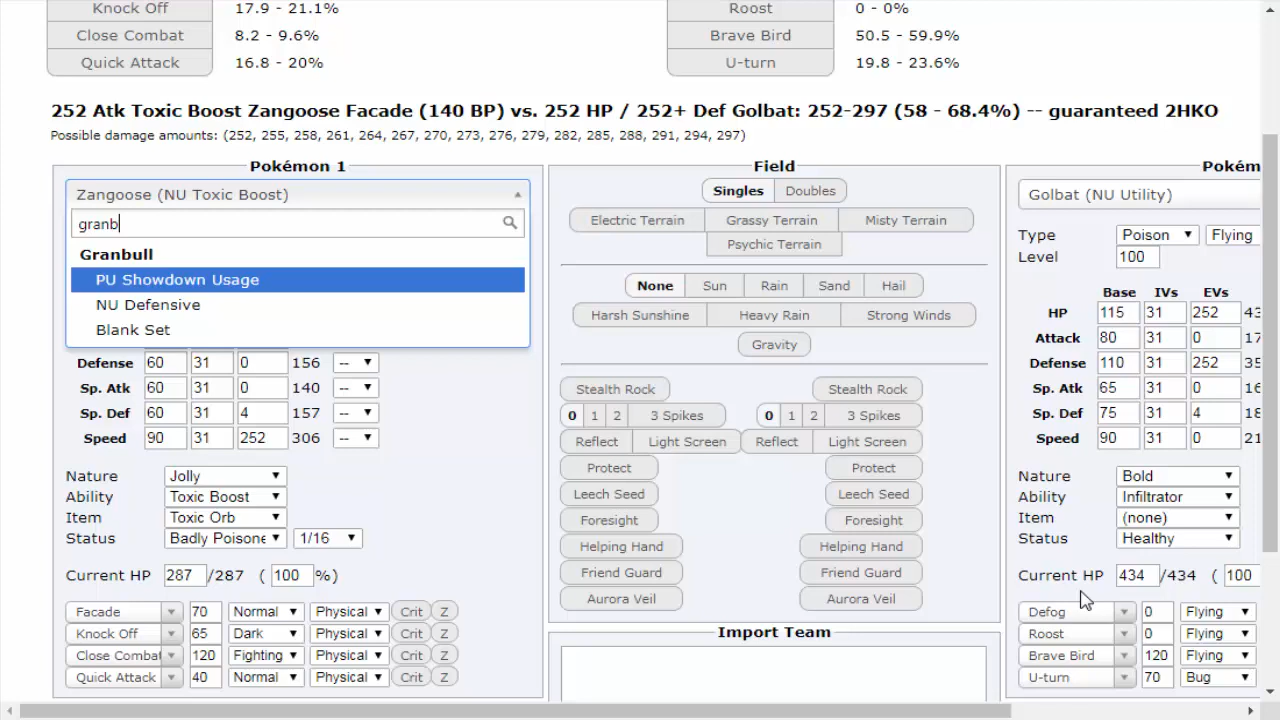 Knock Off 17.9 - 21.1% Roost 0 - 0%
Close Combat 8.2 - 9.6% Brave Bird 50.5 - 59.9%
Quick Attack 16.8 - 20% U-turn 19.8 - 23.6%
252 Atk Toxic Boost Zangoose Facade (140 BP) vs. 252 HP / 252+ Def Golbat: 252-297 (58 - 68.4%) -- guaranteed 2HKO
Possible damage amounts: (252, 255, 258, 261, 264, 267, 270, 273, 276, 279, 282, 285, 288, 291, 294, 297)
Pokémon 1
Zangoose (NU Toxic Boost)
granb
Granbull
PU Showdown Usage
NU Defensive
Blank Set
Defense 60 31 0 156 --
Sp. Atk 60 31 0 140 --
Sp. Def 60 31 4 157 --
Speed 90 31 252 306 --
Nature Jolly
Ability Toxic Boost
Item Toxic Orb
Status Badly Poisone 1/16
Current HP 287 /287 ( 100 %)
Facade 70 Normal Physical Crit Z
Knock Off 65 Dark Physical Crit Z
Close Combat 120 Fighting Physical Crit Z
Quick Attack 40 Normal Physical Crit Z
Field
Singles Doubles
Electric Terrain Grassy Terrain Misty Terrain
Psychic Terrain
None Sun Rain Sand Hail
Harsh Sunshine Heavy Rain Strong Winds
Gravity
Stealth Rock Stealth Rock
0 1 2 3 Spikes 0 1 2 3 Spikes
Reflect Light Screen Reflect Light Screen
Protect Protect
Leech Seed Leech Seed
Foresight Foresight
Helping Hand Helping Hand
Friend Guard Friend Guard
Aurora Veil Aurora Veil
Import Team
Pokém
Golbat (NU Utility)
Type Poison Flying
Level 100
Base IVs EVs
HP 115 31 252 43
Attack 80 31 0 17
Defense 110 31 252 35
Sp. Atk 65 31 0 16
Sp. Def 75 31 4 18
Speed 90 31 0 21
Nature Bold
Ability Infiltrator
Item (none)
Status Healthy
Current HP 434 /434 ( 100
Defog 0 Flying
Roost 0 Flying
Brave Bird 120 Flying
U-turn 70 Bug